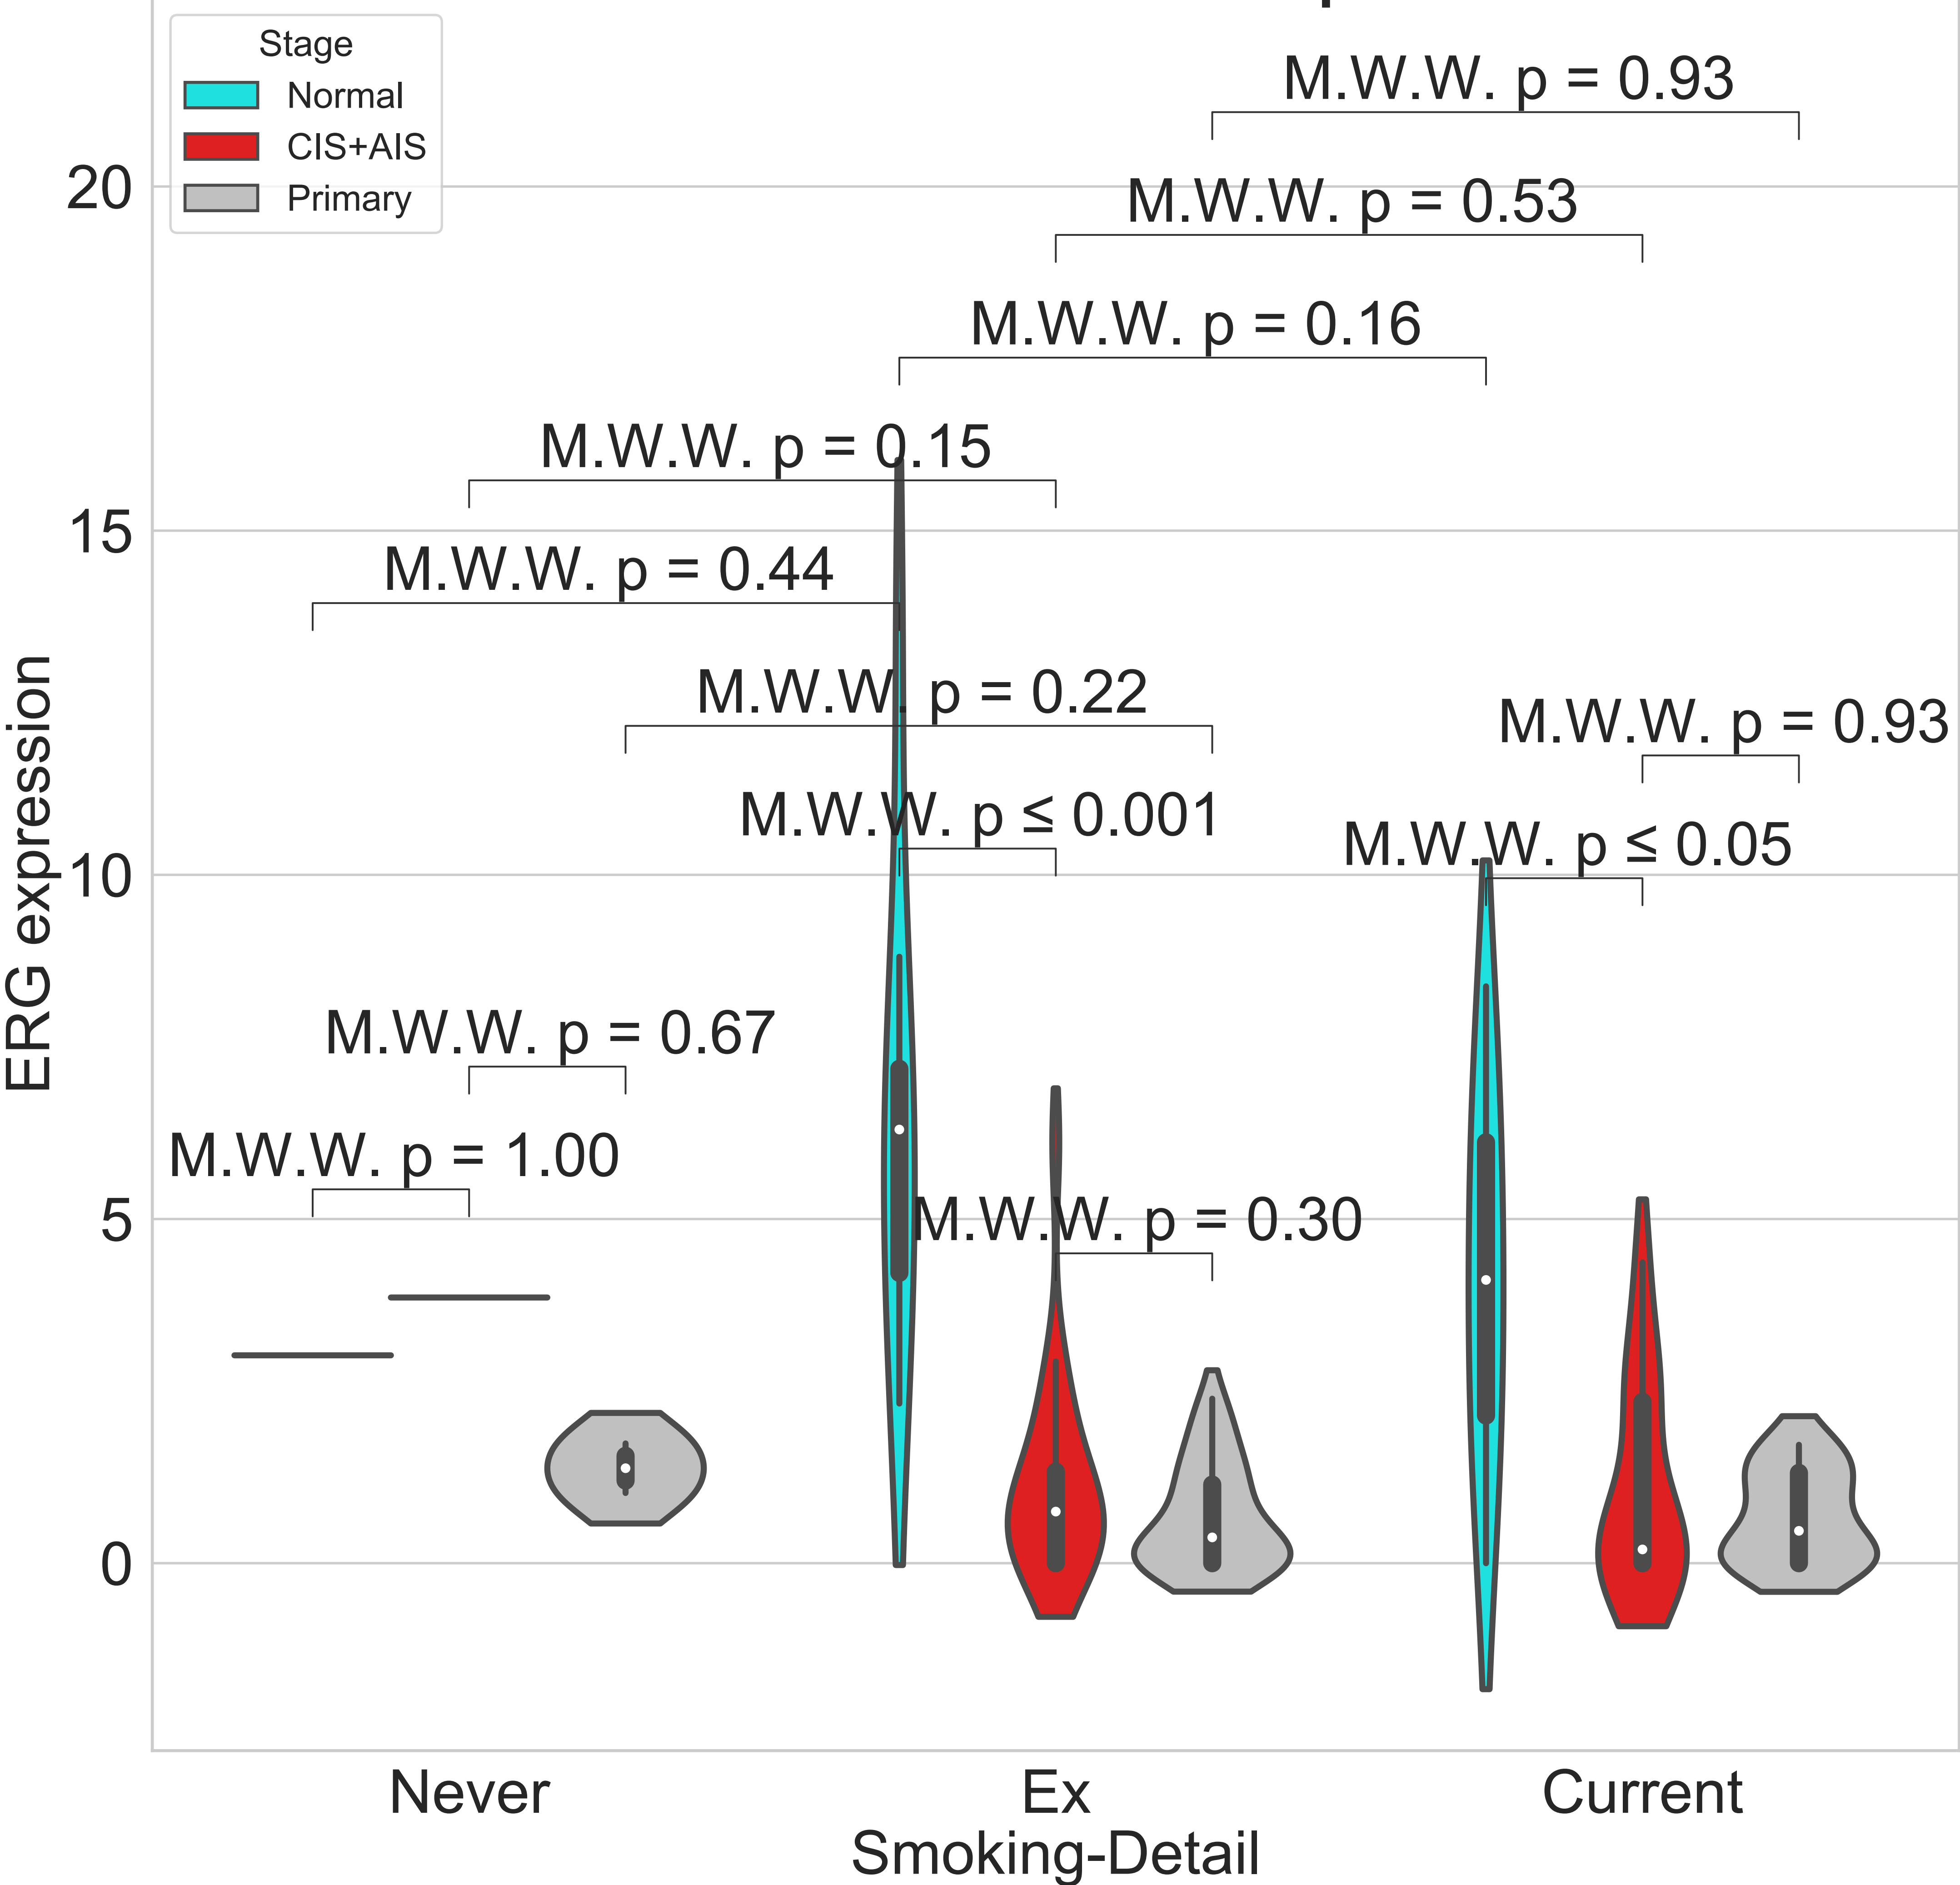 Stage
Normal
CIS+AIS
Primary
M.W.W. p = 0.93
M.W.W. p = 0.53
M.W.W. p = 0.16
M.W.W. p = 0.15
M.W.W. p = 0.44
M.W.W. p = 0.22
M.W.W. p = 0.93
M.W.W. p ≤ 0.001
M.W.W. p ≤ 0.05
M.W.W. p = 0.67
M.W.W. p = 1.00
M.W.W. p = 0.30
ERG expression
20
15
10
5
0
Never
Ex
Current
Smoking-Detail